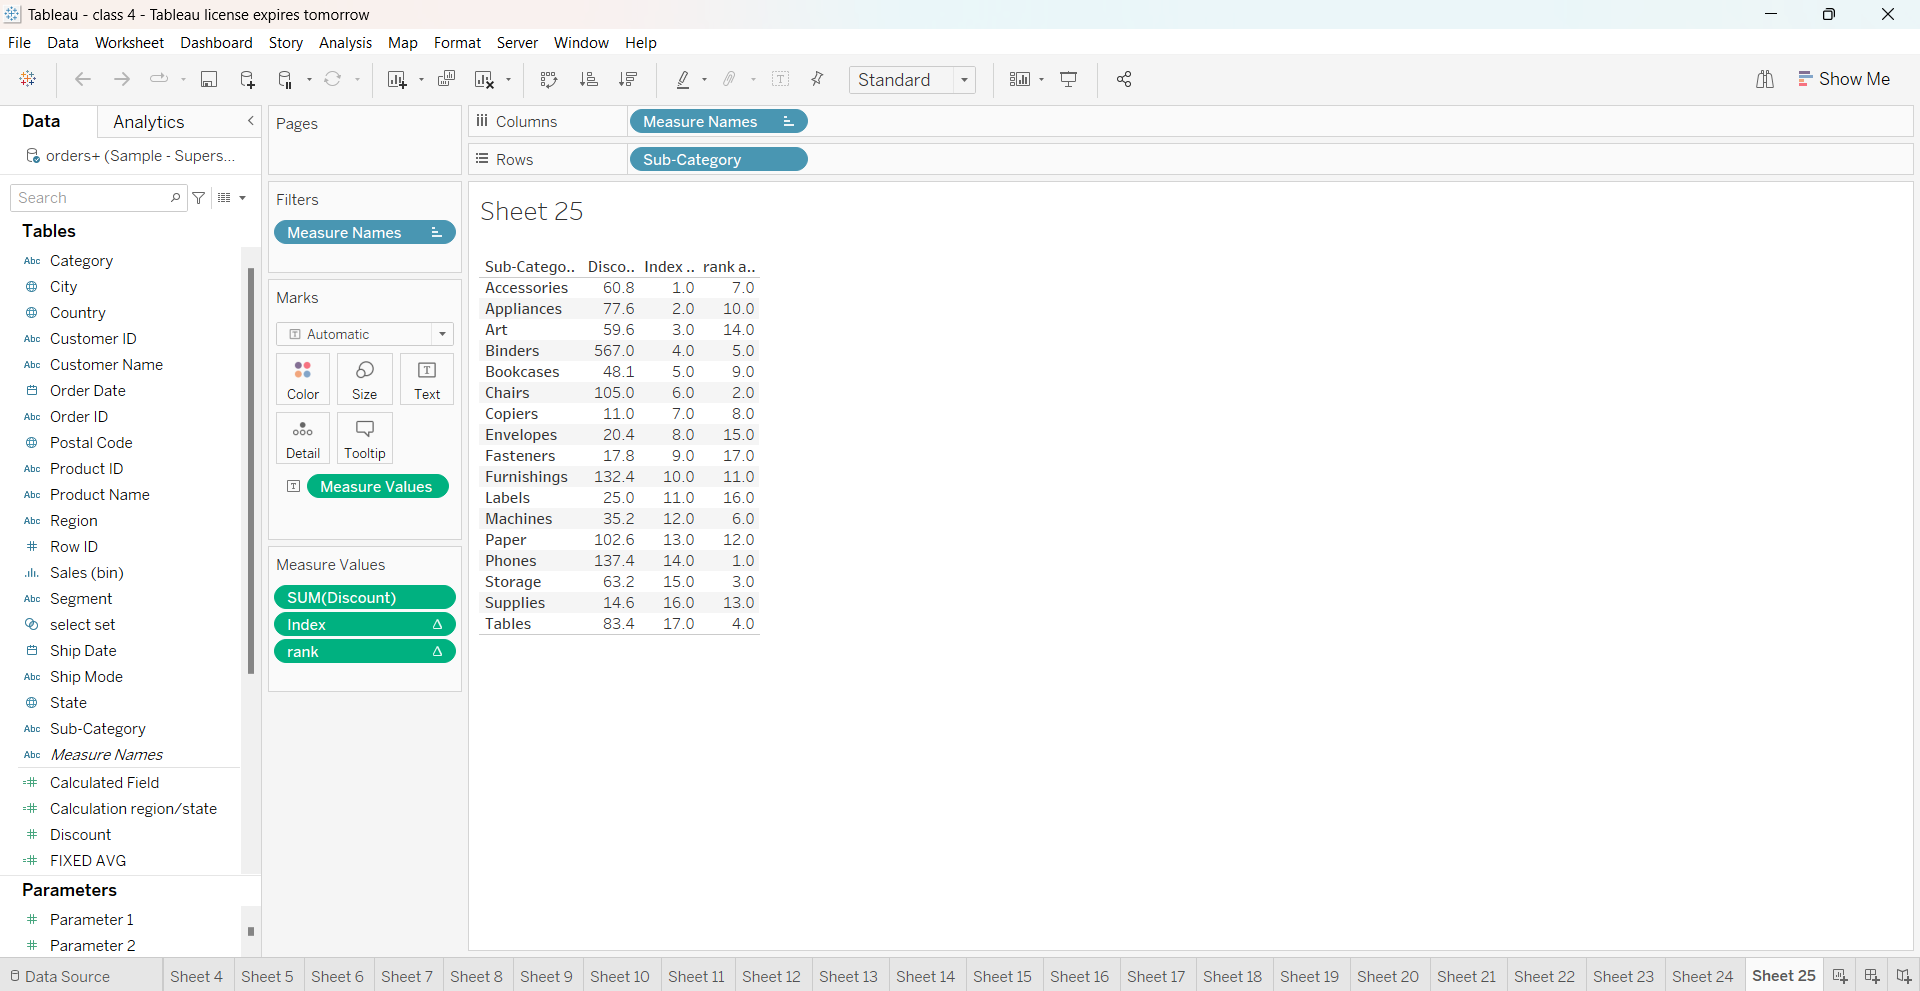 Tableau - class 4 - Tableau license expires tomorrow
File Data Worksheet Dashboard Story Analysis Map Format Server Window Help
Standard
Show Me
Data Analytics
orders+ (Sample - Supers...
Search
Tables
Abc Category
City
Country
Abc Customer ID
Abc Customer Name
Order Date
Abc Order ID
Postal Code
Abc Product ID
Abc Product Name
Abc Region
# Row ID
Sales (bin)
Abc Segment
select set
Ship Date
Abc Ship Mode
State
Abc Sub-Category
Abc Measure Names
=# Calculated Field
=# Calculation region/state
# Discount
=# FIXED AVG
Parameters
# Parameter 1
# Parameter 2
Pages
Filters
Measure Names
Marks
T Automatic
Color Size Text
Detail Tooltip
T Measure Values
Measure Values
SUM(Discount)
Index Δ
rank Δ
Columns Measure Names
Rows Sub-Category
Sheet 25
Sub-Catego.. Disco.. Index .. rank a..
Accessories 60.8 1.0 7.0
Appliances 77.6 2.0 10.0
Art 59.6 3.0 14.0
Binders 567.0 4.0 5.0
Bookcases 48.1 5.0 9.0
Chairs 105.0 6.0 2.0
Copiers 11.0 7.0 8.0
Envelopes 20.4 8.0 15.0
Fasteners 17.8 9.0 17.0
Furnishings 132.4 10.0 11.0
Labels 25.0 11.0 16.0
Machines 35.2 12.0 6.0
Paper 102.6 13.0 12.0
Phones 137.4 14.0 1.0
Storage 63.2 15.0 3.0
Supplies 14.6 16.0 13.0
Tables 83.4 17.0 4.0
Data Source Sheet 4 Sheet 5 Sheet 6 Sheet 7 Sheet 8 Sheet 9 Sheet 10 Sheet 11 Sheet 12 Sheet 13 Sheet 14 Sheet 15 Sheet 16 Sheet 17 Sheet 18 Sheet 19 Sheet 20 Sheet 21 Sheet 22 Sheet 23 Sheet 24 Sheet 25